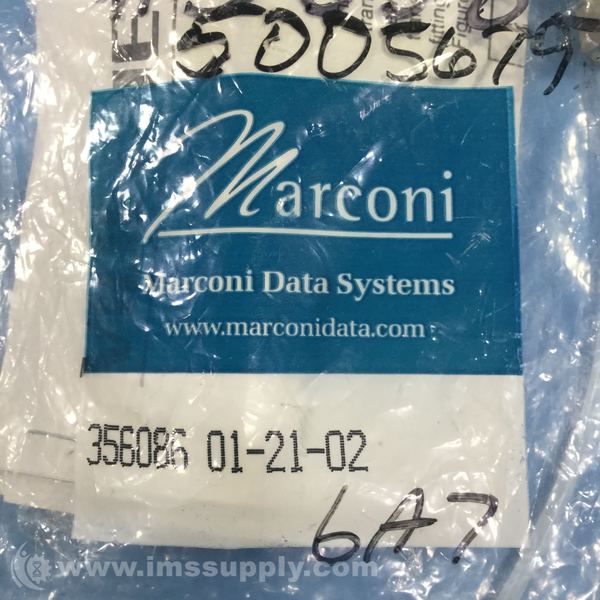 5005679
Marconi
Marconi Data Systems
www.marconidata.com
356086 01-21-02
6A7
www.imssupply.com